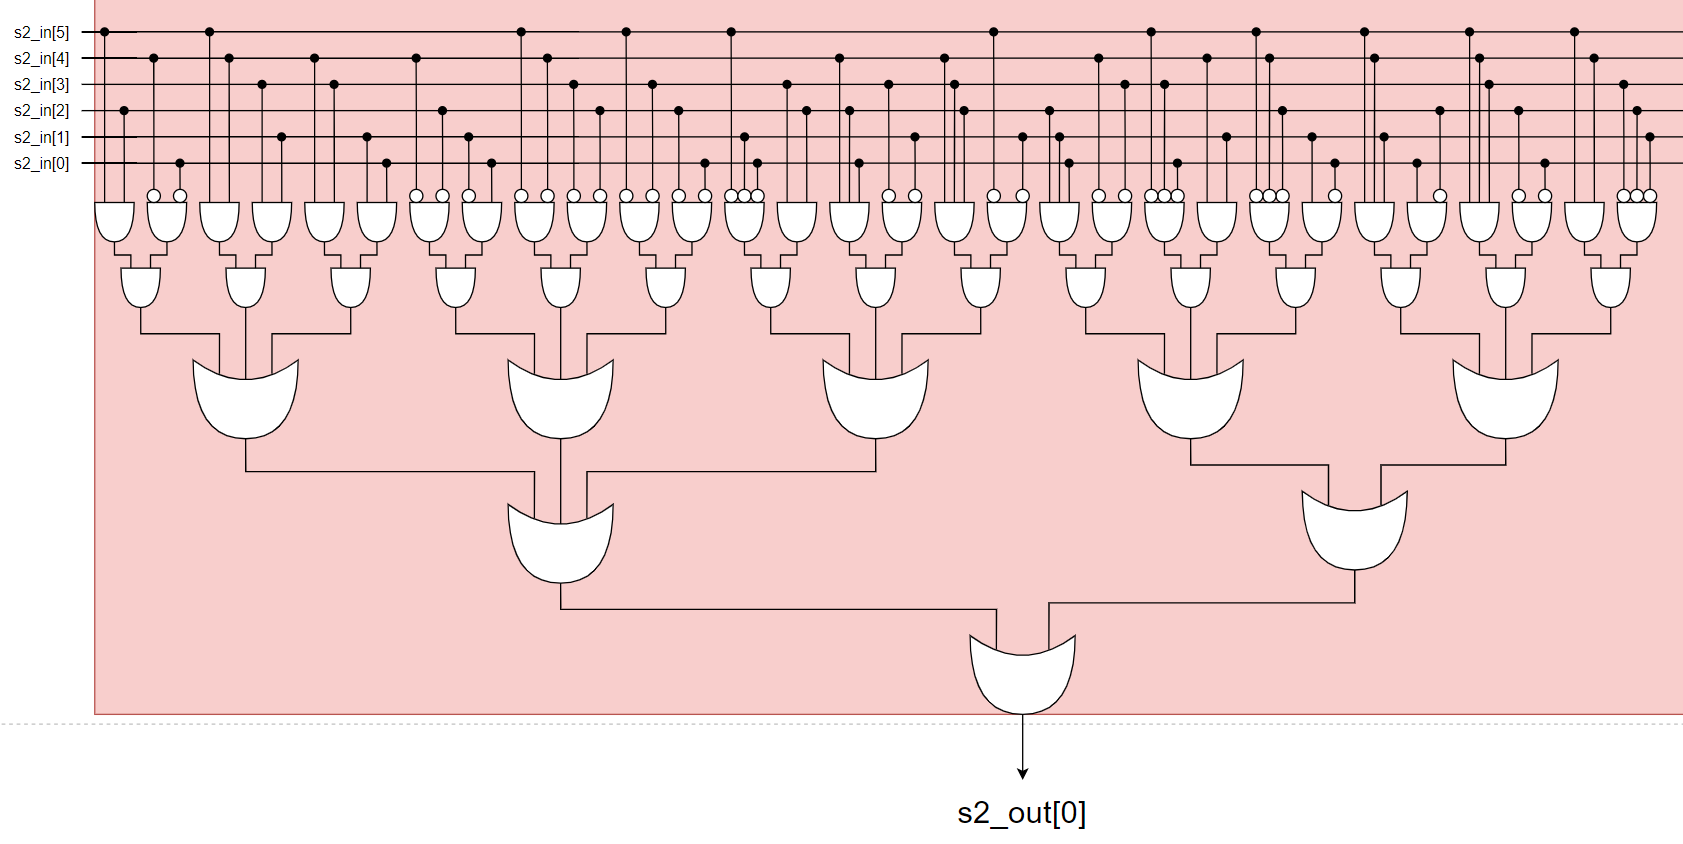 s2_in[5]
s2_in[4]
s2_in[3]
s2_in[2]
s2_in[1]
s2_in[0]
s2_out[0]